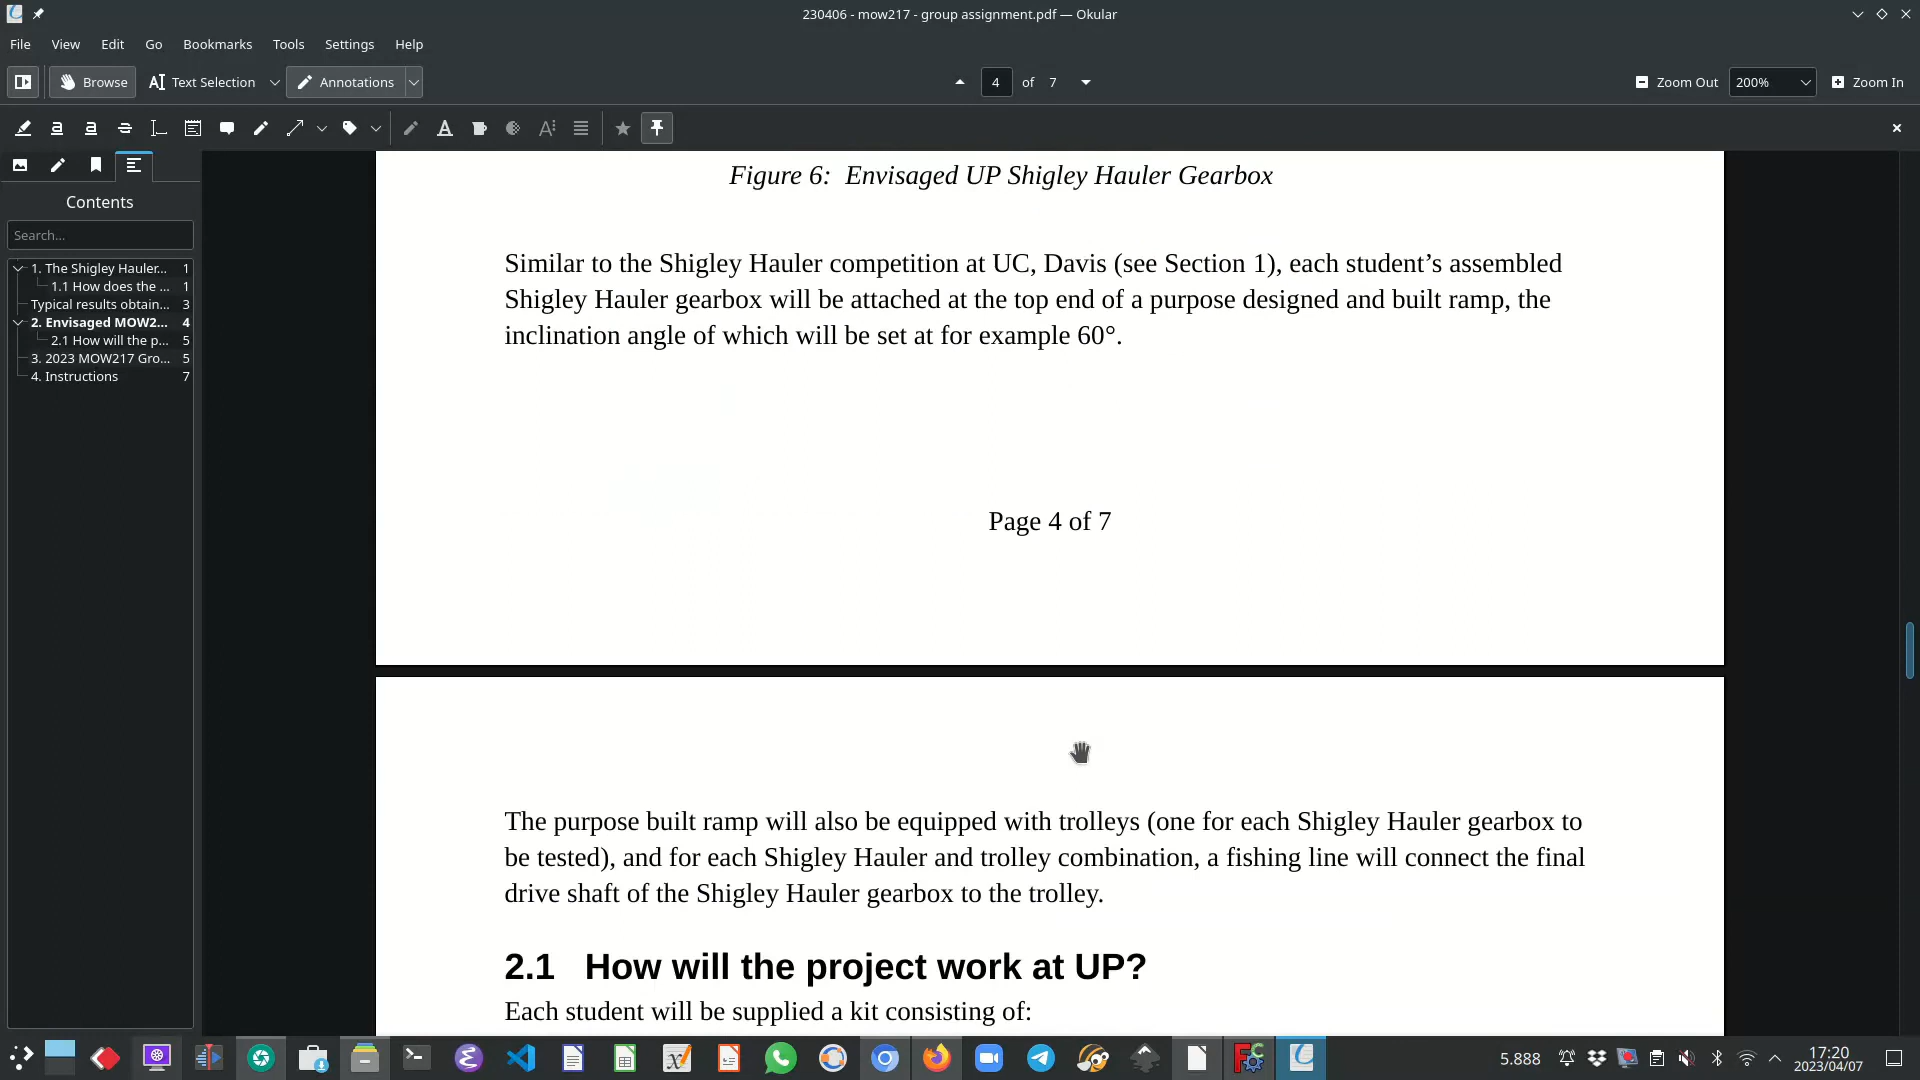 230406 - mow217 - group assignment.pdf — Okular
File View Edit Go Bookmarks Tools Settings Help
Browse Text Selection Annotations 4 of 7 Zoom Out 200% Zoom In
Contents
Search...
1. The Shigley Hauler... 1
1.1 How does the ... 1
Typical results obtain... 3
2. Envisaged MOW2... 4
2.1 How will the p... 5
3. 2023 MOW217 Gro... 5
4. Instructions 7
Figure 6: Envisaged UP Shigley Hauler Gearbox
Similar to the Shigley Hauler competition at UC, Davis (see Section 1), each student’s assembled
Shigley Hauler gearbox will be attached at the top end of a purpose designed and built ramp, the
inclination angle of which will be set at for example 60°.
Page 4 of 7
The purpose built ramp will also be equipped with trolleys (one for each Shigley Hauler gearbox to
be tested), and for each Shigley Hauler and trolley combination, a fishing line will connect the final
drive shaft of the Shigley Hauler gearbox to the trolley.
2.1 How will the project work at UP?
Each student will be supplied a kit consisting of:
5.888
17:20
2023/04/07